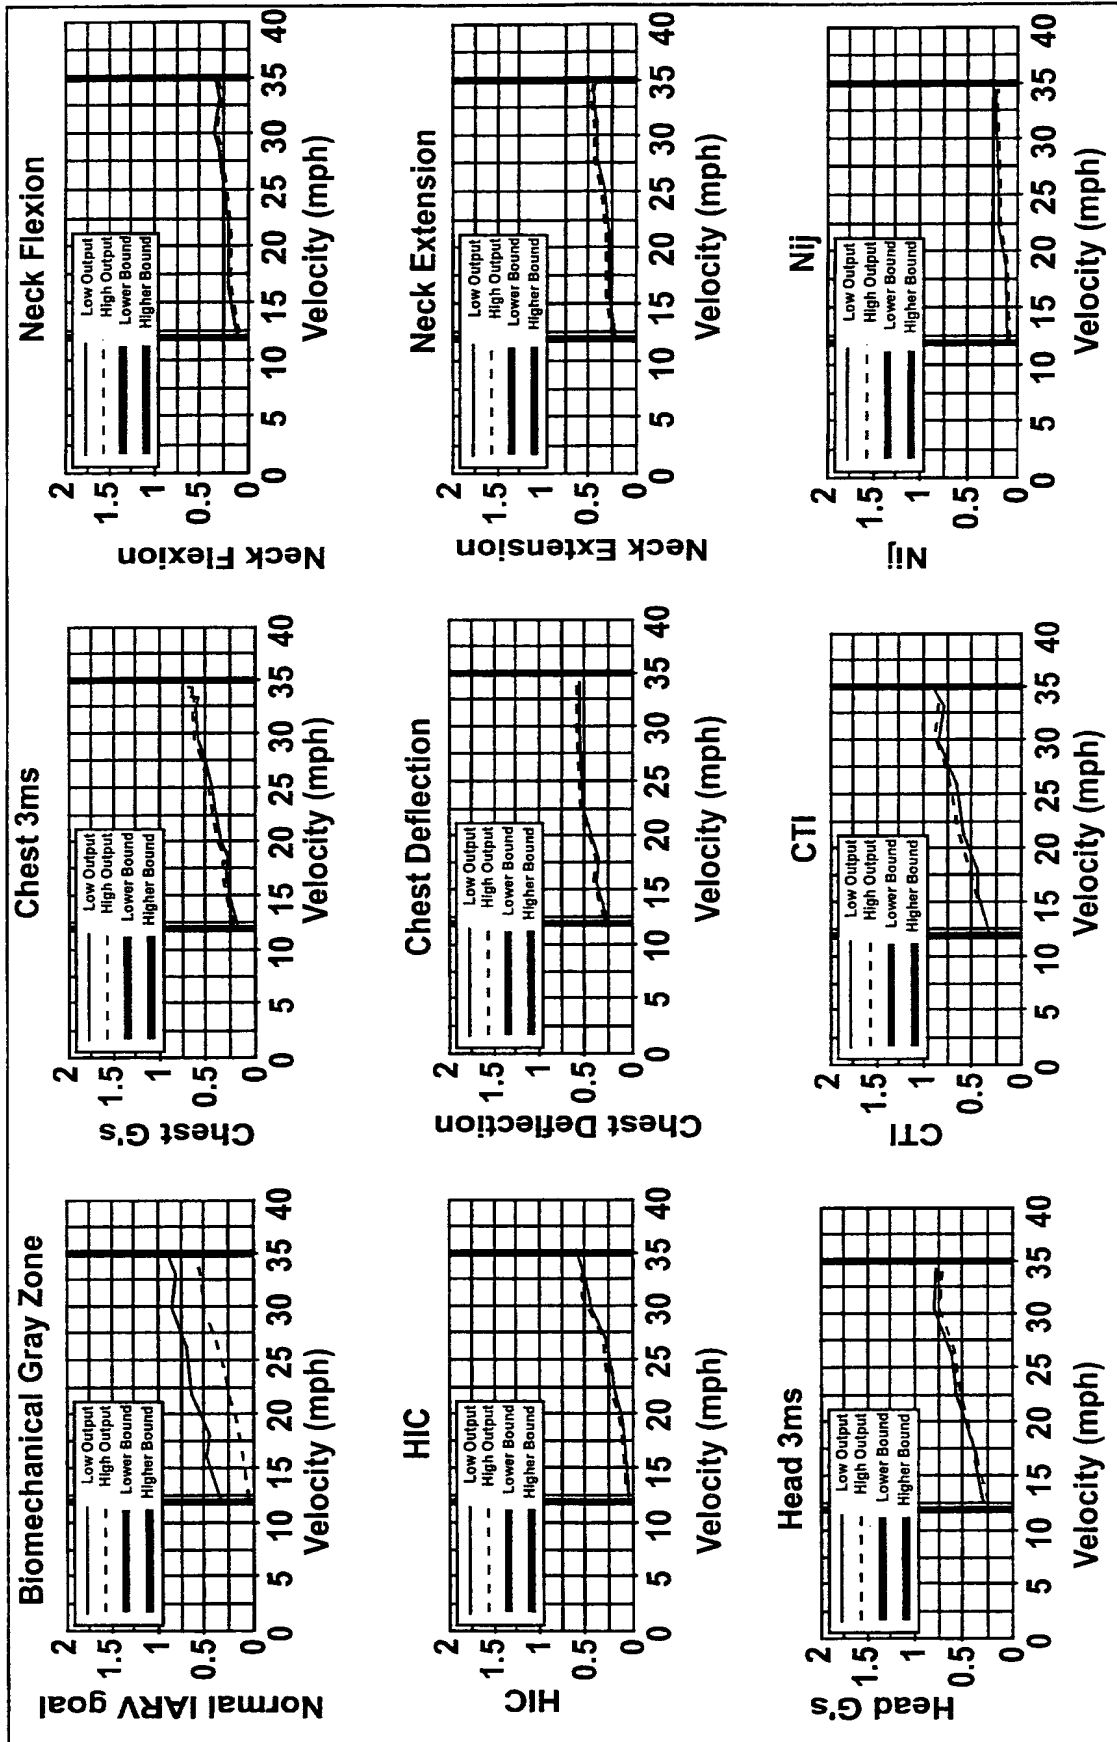 Biomechanical Gray Zone
Normal IARV goal
2
1.5
1
0.5
0
Low Output
High Output
Lower Bound
Higher Bound
0 5 10 15 20 25 30 35 40
Velocity (mph)
Chest 3ms
Chest G's
2
1.5
1
0.5
0
Low Output
High Output
Lower Bound
Higher Bound
0 5 10 15 20 25 30 35 40
Velocity (mph)
Neck Flexion
Neck Flexion
2
1.5
1
0.5
0
Low Output
High Output
Lower Bound
Higher Bound
0 5 10 15 20 25 30 35 40
Velocity (mph)
HIC
HIC
2
1.5
1
0.5
0
Low Output
High Output
Lower Bound
Higher Bound
0 5 10 15 20 25 30 35 40
Velocity (mph)
Chest Deflection
Chest Deflection
2
1.5
1
0.5
0
Low Output
High Output
Lower Bound
Higher Bound
0 5 10 15 20 25 30 35 40
Velocity (mph)
Neck Extension
Neck Extension
2
1.5
1
0.5
0
Low Output
High Output
Lower Bound
Higher Bound
0 5 10 15 20 25 30 35 40
Velocity (mph)
Head 3ms
Head G's
2
1.5
1
0.5
0
Low Output
High Output
Lower Bound
Higher Bound
0 5 10 15 20 25 30 35 40
Velocity (mph)
CTI
CTI
2
1.5
1
0.5
0
Low Output
High Output
Lower Bound
Higher Bound
0 5 10 15 20 25 30 35 40
Velocity (mph)
Nij
Nij
2
1.5
1
0.5
0
Low Output
High Output
Lower Bound
Higher Bound
0 5 10 15 20 25 30 35 40
Velocity (mph)